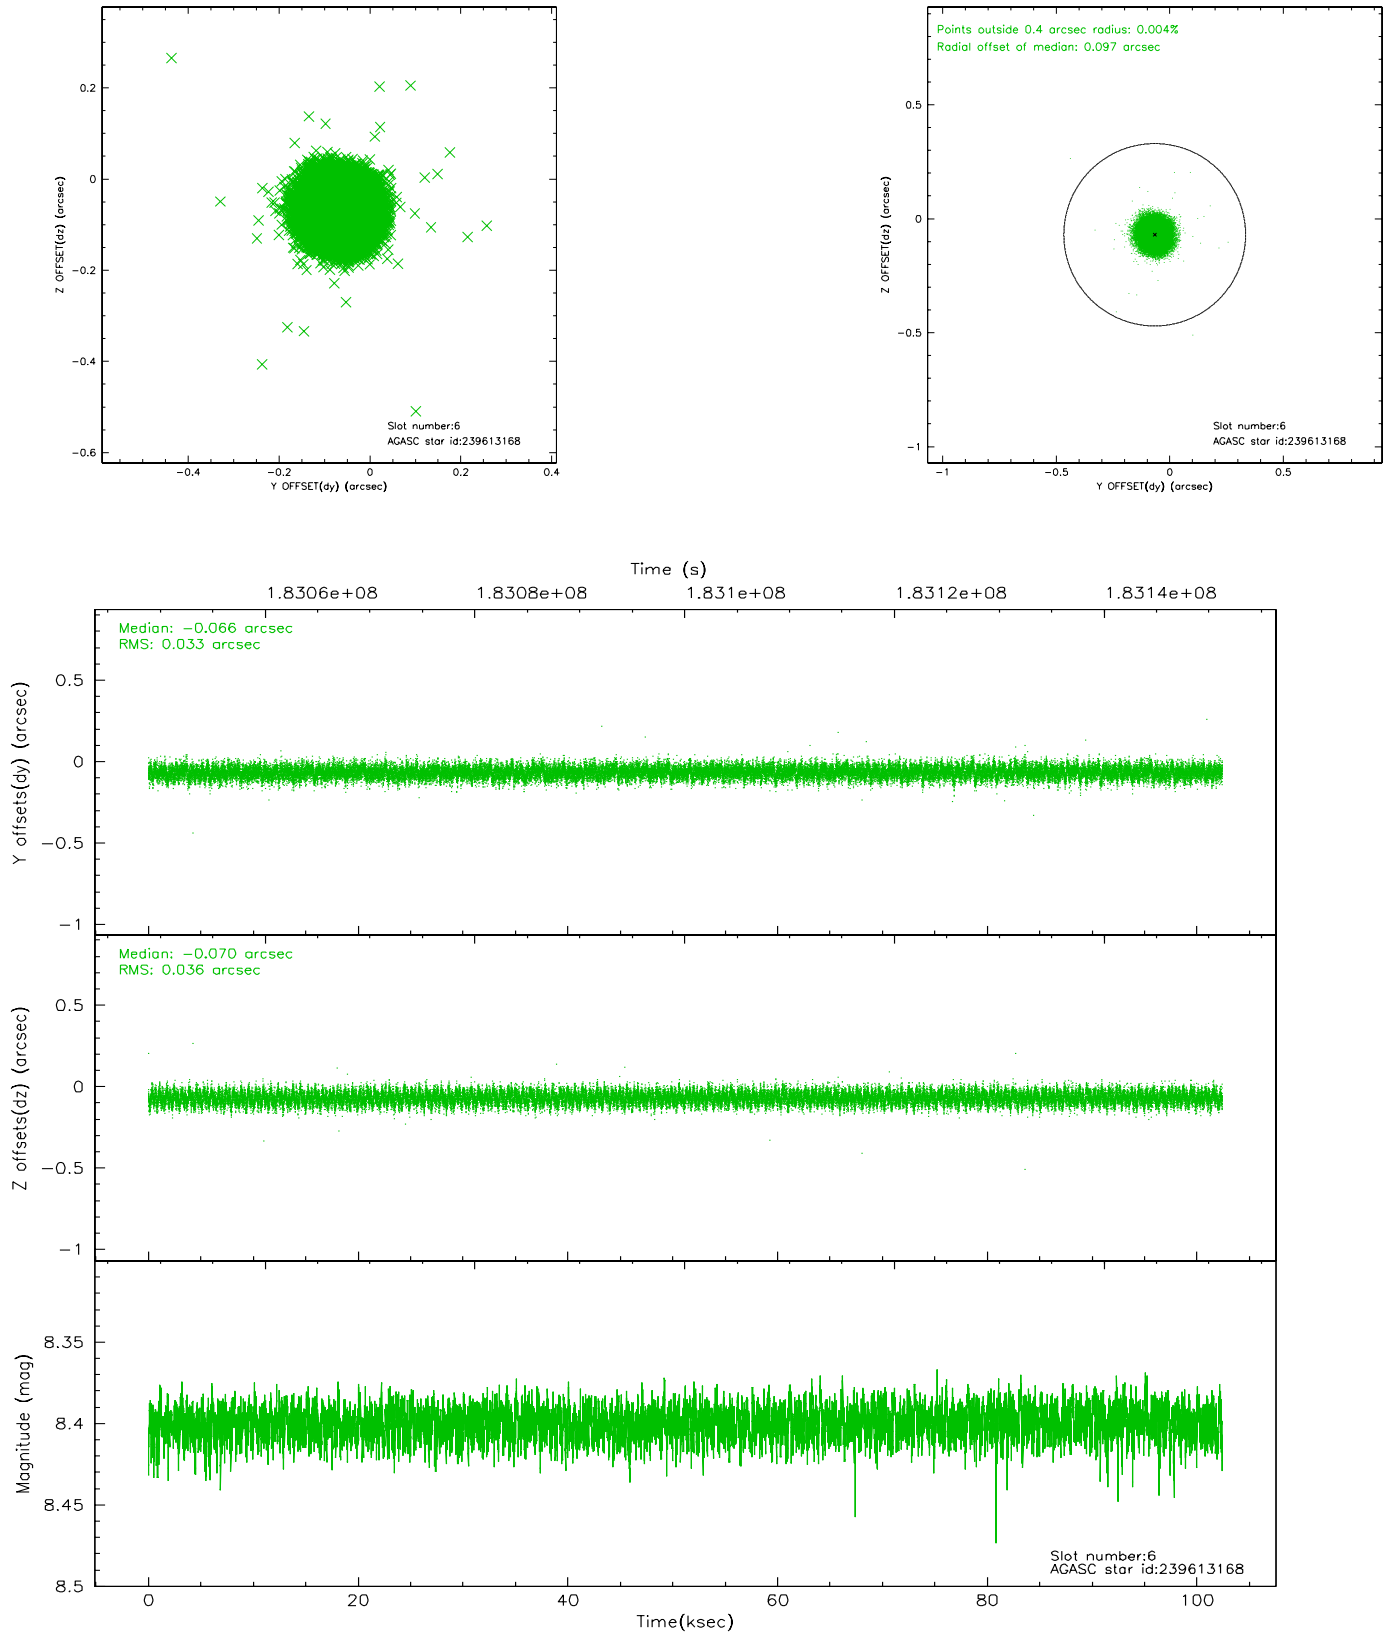 0.2
0
-0.2
-0.4
-0.6
Z OFFSET(dz) (arcsec)
Slot number:6
AGASC star id:239613168
-0.4 -0.2 0 0.2 0.4
Y OFFSET(dy) (arcsec)
Points outside 0.4 arcsec radius: 0.004%
Radial offset of median: 0.097 arcsec
0.5
0
-0.5
-1
Z OFFSET(dz) (arcsec)
Slot number:6
AGASC star id:239613168
-1 -0.5 0 0.5
Y OFFSET(dy) (arcsec)
Time (s)
1.8306e+08 1.8308e+08 1.831e+08 1.8312e+08 1.8314e+08
Median: -0.066 arcsec
RMS: 0.033 arcsec
0.5
0
-0.5
-1
Y offsets(dy) (arcsec)
Median: -0.070 arcsec
RMS: 0.036 arcsec
0.5
0
-0.5
-1
Z offsets(dz) (arcsec)
8.35
8.4
8.45
8.5
Magnitude (mag)
Slot number:6
AGASC star id:239613168
0 20 40 60 80 100
Time(ksec)